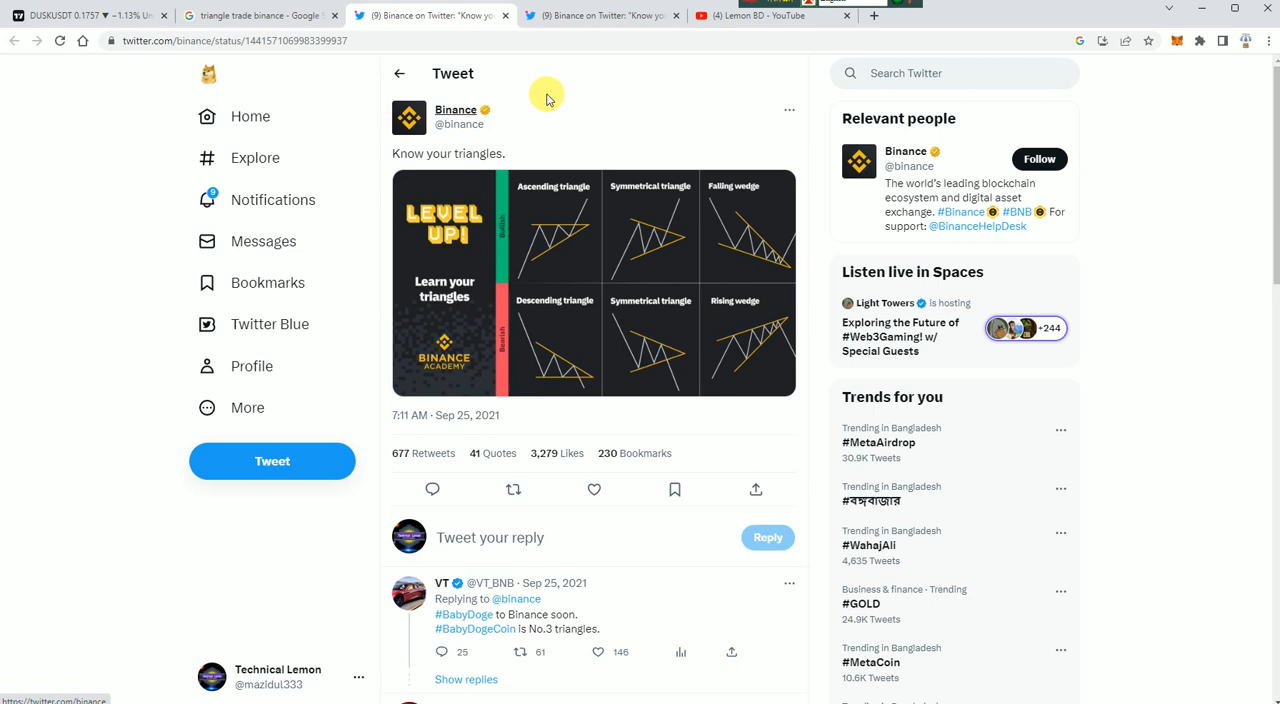 DUSKUSDT 0.1757 ▼ −1.13% Un
triangle trade binance - Google S
(9) Binance on Twitter: "Know yo
(9) Binance on Twitter: "Know yo
(4) Lemon BD - YouTube
twitter.com/binance/status/1441571069983399937
Home
Explore
9
Notifications
Messages
Bookmarks
Twitter Blue
Profile
More
Tweet
Technical Lemon
@mazidul333
https://twitter.com/binance
Tweet
Binance
@binance
Know your triangles.
LEVEL
UP!
Learn your
triangles
BINANCE
ACADEMY
Bullish
Ascending triangle
Symmetrical triangle
Falling wedge
Bearish
Descending triangle
Symmetrical triangle
Rising wedge
7:11 AM · Sep 25, 2021
677 Retweets 41 Quotes 3,279 Likes 230 Bookmarks
Tweet your reply
Reply
VT @VT_BNB · Sep 25, 2021
Replying to @binance
#BabyDoge to Binance soon.
#BabyDogeCoin is No.3 triangles.
25 61 146
Show replies
Search Twitter
Relevant people
Binance
@binance
Follow
The world's leading blockchain
ecosystem and digital asset
exchange. #Binance #BNB For
support: @BinanceHelpDesk
Listen live in Spaces
Light Towers is hosting
Exploring the Future of
#Web3Gaming! w/
Special Guests
+244
Trends for you
Trending in Bangladesh
#MetaAirdrop
30.9K Tweets
Trending in Bangladesh
#বঙ্গবাজার
Trending in Bangladesh
#WahajAli
4,635 Tweets
Business & finance · Trending
#GOLD
24.9K Tweets
Trending in Bangladesh
#MetaCoin
10.6K Tweets